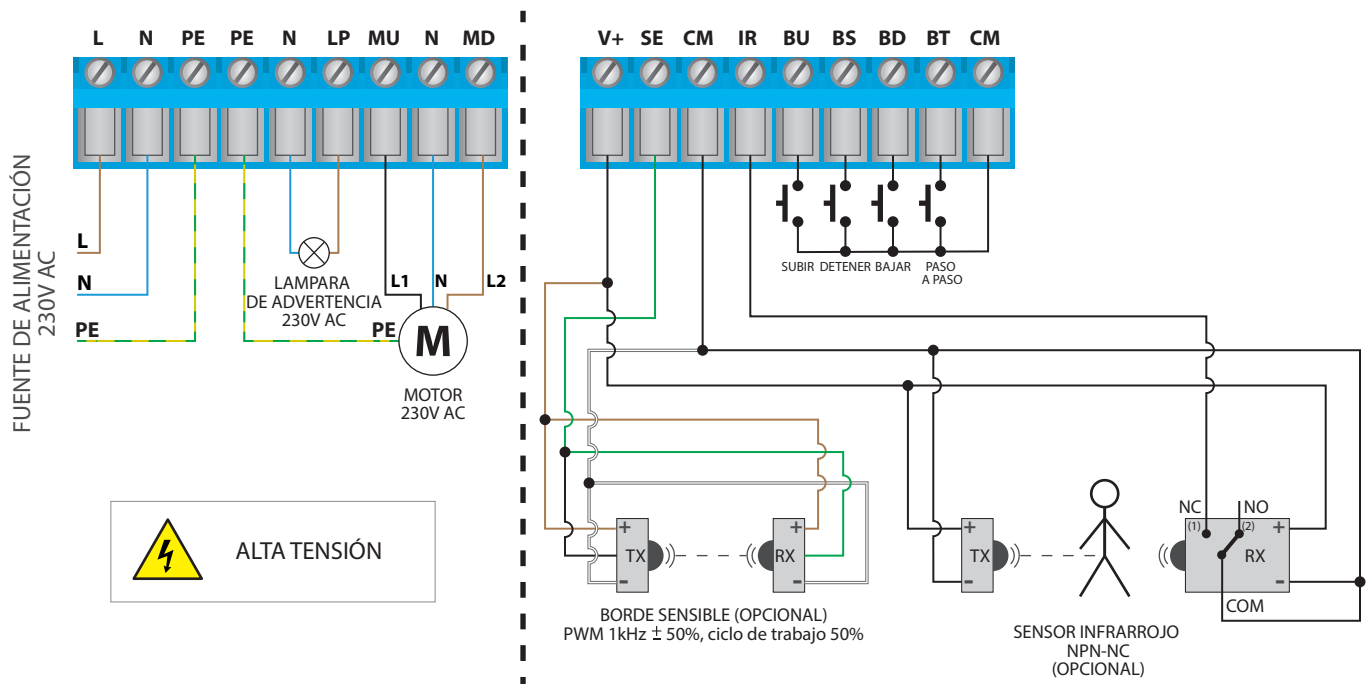 L N PE PE N LP MU N MD
V+ SE CM IR BU BS BD BT CM
FUENTE DE ALIMENTACIÓN
230V AC
L
N
PE
LAMPARA
DE ADVERTENCIA
230V AC
L1 N L2
PE
M
MOTOR
230V AC
ALTA TENSIÓN
SUBIR DETENER BAJAR PASO
A PASO
+
TX
-
+
RX
-
BORDE SENSIBLE (OPCIONAL)
PWM 1kHz ± 50%, ciclo de trabajo 50%
+
TX
-
NC NO
(1) (2) +
RX
-
COM
SENSOR INFRARROJO
NPN-NC
(OPCIONAL)